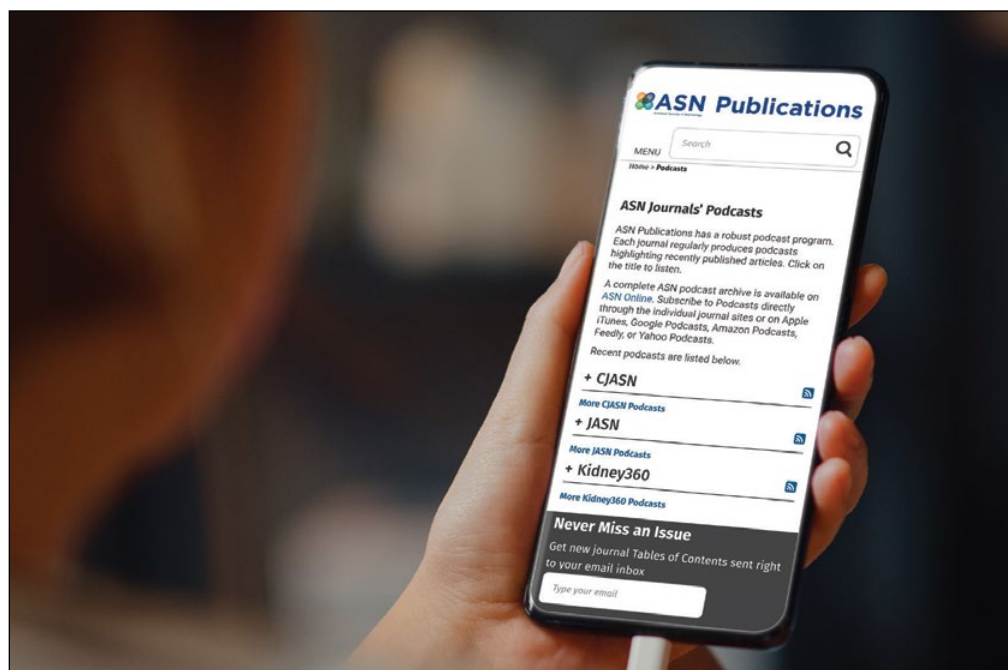 ASN Publications
Search
MENU
Home > Podcasts
ASN Journals' Podcasts
ASN Publications has a robust podcast program.
Each journal regularly produces podcasts
highlighting recently published articles. Click on
the title to listen.
A complete ASN podcast archive is available on
ASN Online. Subscribe to Podcasts directly
through the individual journal sites or on Apple
iTunes, Google Podcasts, Amazon Podcasts,
Feedly, or Yahoo Podcasts.
Recent podcasts are listed below.
+ CJASN
More CJASN Podcasts
+ JASN
More JASN Podcasts
+ Kidney360
More Kidney360 Podcasts
Never Miss an Issue
Get new journal Tables of Contents sent right
to your email inbox
Type your email